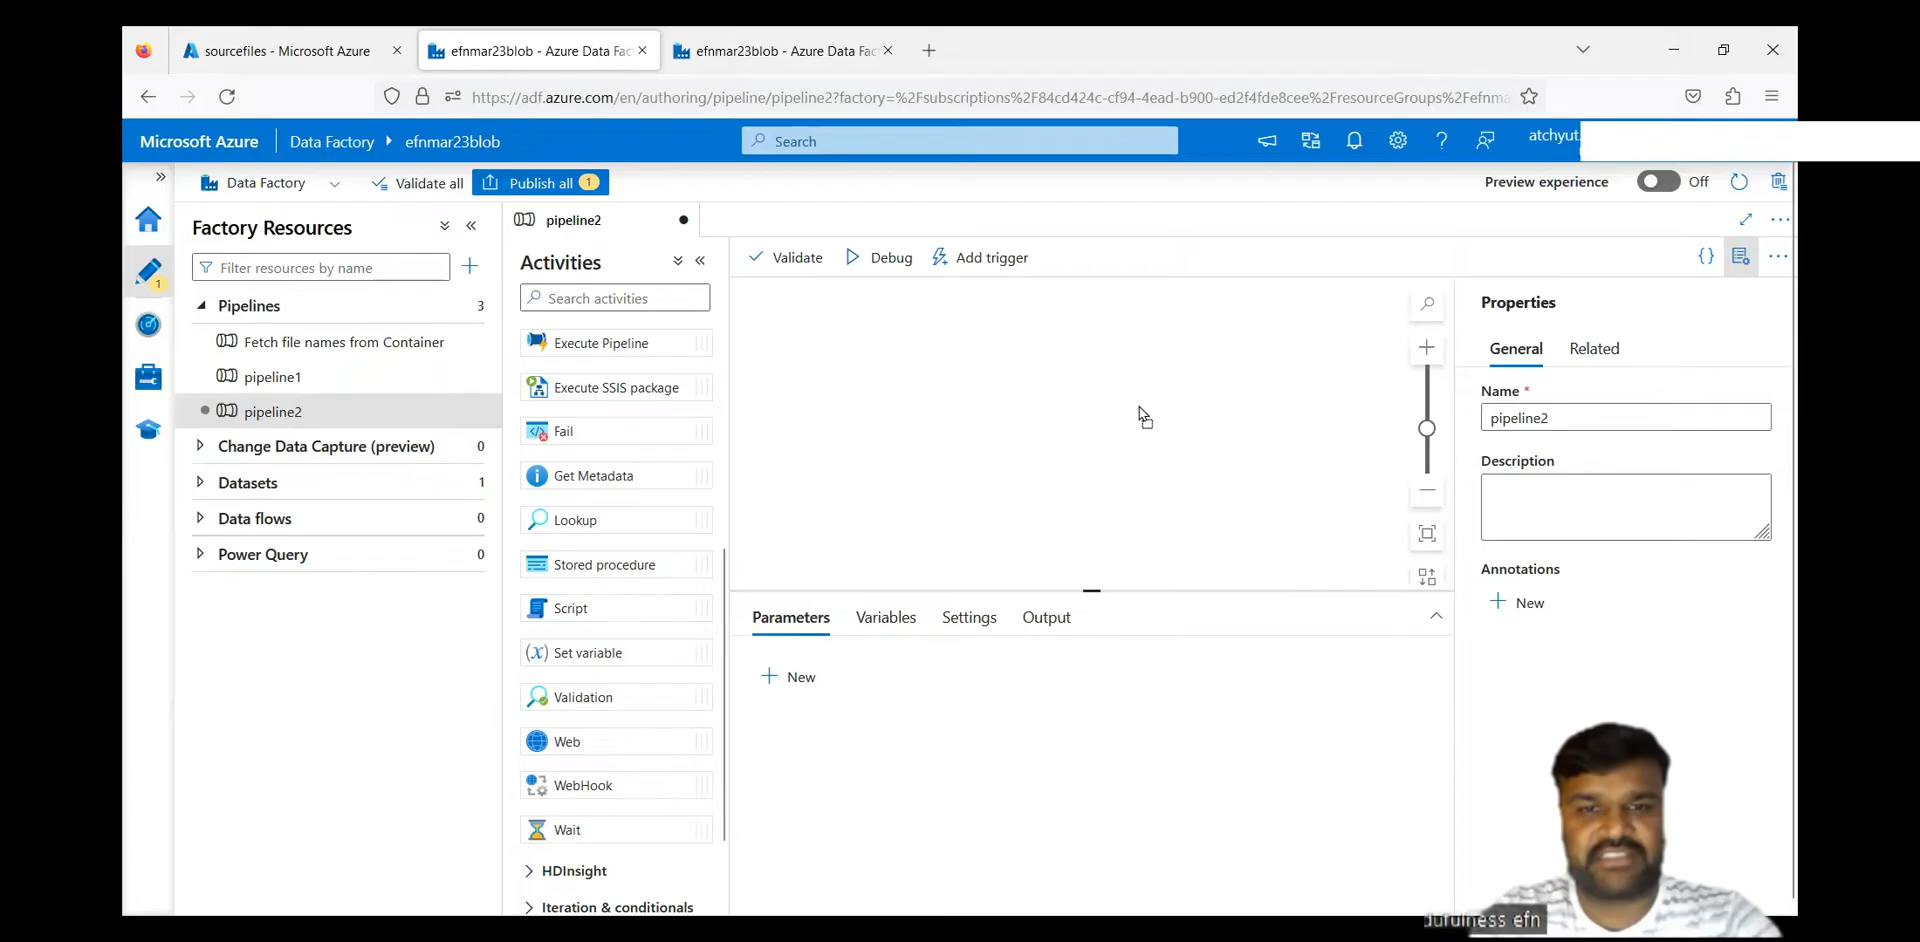 sourcefiles - Microsoft Azure
efnmar23blob - Azure Data Fac
efnmar23blob - Azure Data Fac
https://adf.azure.com/en/authoring/pipeline/pipeline2?factory=%2Fsubscriptions%2F84cd424c-cf94-4ead-b900-ed2f4fde8cee%2FresourceGroups%2Fefnma
Microsoft Azure
Data Factory
efnmar23blob
Search
atchyut
Data Factory
Validate all
Publish all
1
Preview experience
Off
Factory Resources
Filter resources by name
1
Pipelines
3
Fetch file names from Container
pipeline1
pipeline2
Change Data Capture (preview)
0
Datasets
1
Data flows
0
Power Query
0
pipeline2
Activities
Search activities
Execute Pipeline
Execute SSIS package
Fail
Get Metadata
Lookup
Stored procedure
Script
Set variable
Validation
Web
WebHook
Wait
HDInsight
Iteration & conditionals
Validate
Debug
Add trigger
Parameters
Variables
Settings
Output
New
Properties
General
Related
Name *
pipeline2
Description
Annotations
New
efn